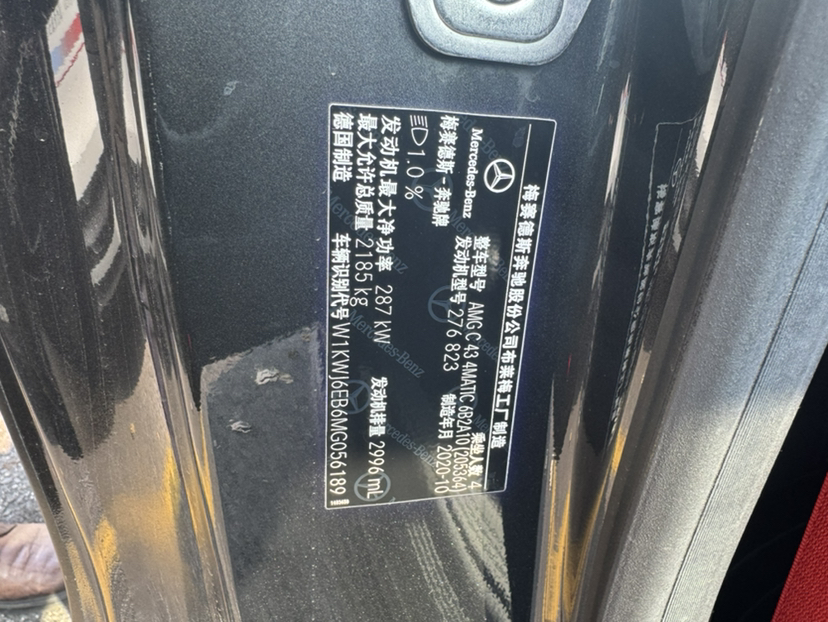 梅赛德斯奔驰股份公司布莱梅工厂制造
Mercedes-Benz
整车型号 AMG C 43 4MATIC 6B2A10(205364)
乘坐人数 4
梅赛德斯-奔驰牌
发动机型号 276 823
制造年月 2020-10
1.0 %
发动机最大净功率 287 kW
发动机排量 2996 mL
最大允许总质量 2185 kg
德国制造
车辆识别代号 W1KWJ6EB6MG056189